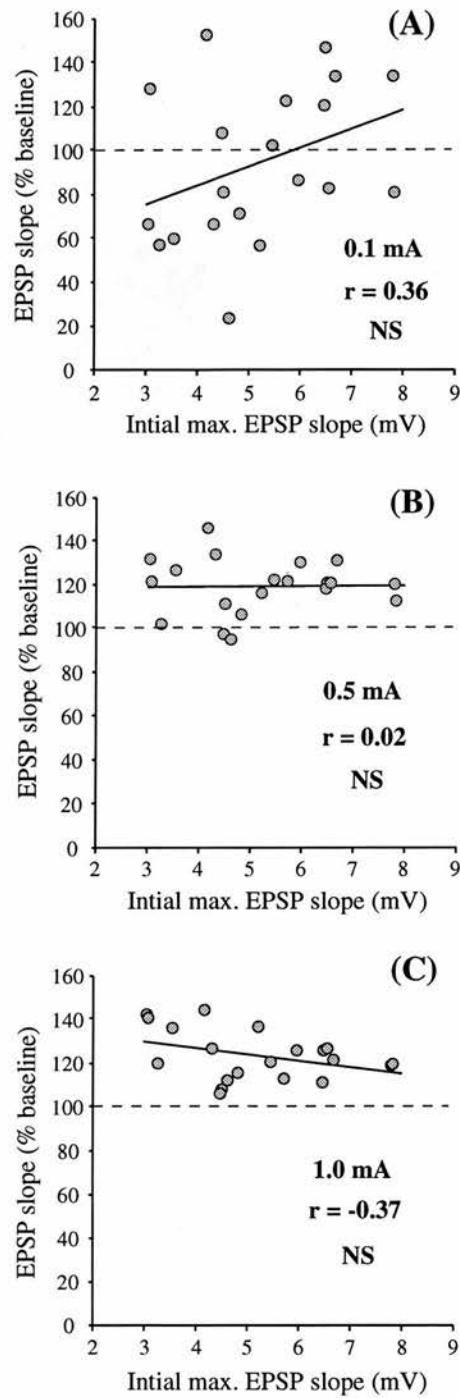 (A)
EPSP slope (% baseline)
160
140
120
100
80
60
40
20
0
0.1 mA
r = 0.36
NS
2 3 4 5 6 7 8 9
Intial max. EPSP slope (mV)
(B)
EPSP slope (% baseline)
160
140
120
100
80
60
40
20
0
0.5 mA
r = 0.02
NS
2 3 4 5 6 7 8 9
Intial max. EPSP slope (mV)
(C)
EPSP slope (% baseline)
160
140
120
100
80
60
40
20
0
1.0 mA
r = -0.37
NS
2 3 4 5 6 7 8 9
Intial max. EPSP slope (mV)